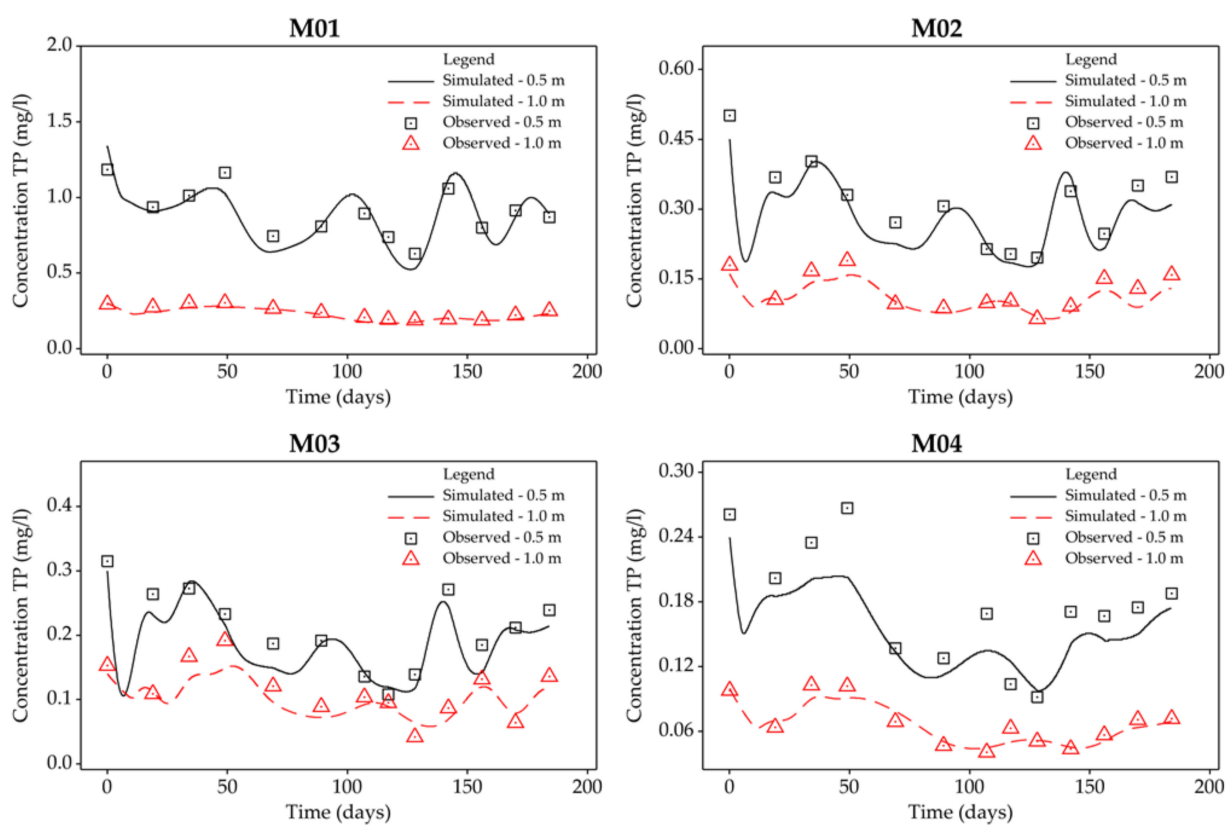 M01
2.0
1.5
1.0
0.5
0.0
Concentration TP (mg/l)
Legend
Simulated - 0.5 m
Simulated - 1.0 m
Observed - 0.5 m
Observed - 1.0 m
0 50 100 150 200
Time (days)
M02
0.60
0.45
0.30
0.15
0.00
Concentration TP (mg/l)
Legend
Simulated - 0.5 m
Simulated - 1.0 m
Observed - 0.5 m
Observed - 1.0 m
0 50 100 150 200
Time (days)
M03
0.4
0.3
0.2
0.1
0.0
Concentration TP (mg/l)
Legend
Simulated - 0.5 m
Simulated - 1.0 m
Observed - 0.5 m
Observed - 1.0 m
0 50 100 150 200
Time (days)
M04
0.30
0.24
0.18
0.12
0.06
Concentration TP (mg/l)
Legend
Simulated - 0.5 m
Simulated - 1.0 m
Observed - 0.5 m
Observed - 1.0 m
0 50 100 150 200
Time (days)